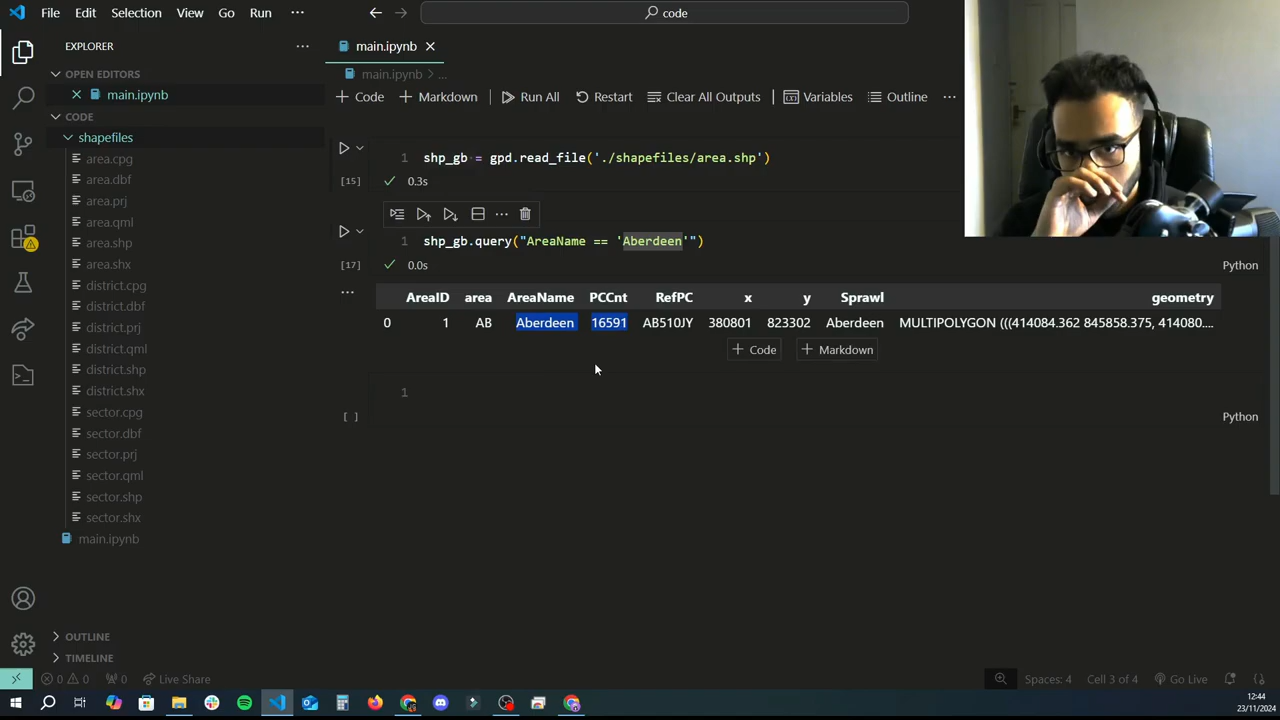 File Edit Selection View Go Run ··· code
EXPLORER ···
main.ipynb
OPEN EDITORS
main.ipynb
main.ipynb > ...
Code Markdown Run All Restart Clear All Outputs Variables Outline ···
CODE
shapefiles
area.cpg
area.dbf
area.prj
area.qml
area.shp
area.shx
district.cpg
district.dbf
district.prj
district.qml
district.shp
district.shx
sector.cpg
sector.dbf
sector.prj
sector.qml
sector.shp
sector.shx
main.ipynb
OUTLINE
TIMELINE
1 shp_gb = gpd.read_file('./shapefiles/area.shp')
[15] 0.3s
1 shp_gb.query("AreaName == 'Aberdeen'")
[17] 0.0s Python
AreaID area AreaName PCCnt RefPC x y Sprawl geometry
0 1 AB Aberdeen 16591 AB510JY 380801 823302 Aberdeen MULTIPOLYGON (((414084.362 845858.375, 414080....
+ Code + Markdown
1
[ ] Python
0 0 0 Live Share Spaces: 4 Cell 3 of 4 Go Live
12:44
23/11/2024